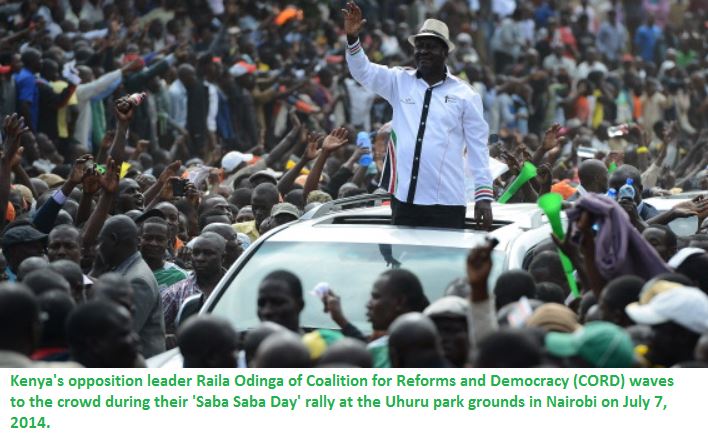 Kenya's opposition leader Raila Odinga of Coalition for Reforms and Democracy (CORD) waves
to the crowd during their 'Saba Saba Day' rally at the Uhuru park grounds in Nairobi on July 7,
2014.